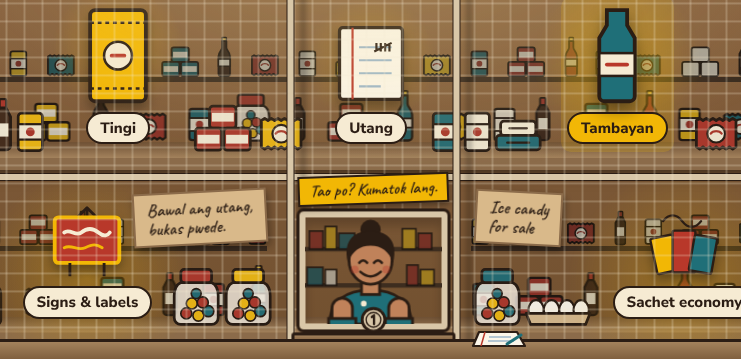 Tingi
Utang
Tambayan
Tao po? Kumatok lang.
Bawal ang utang,
bukas pwede.
Ice candy
for sale
Signs & labels
Sachet economy
1